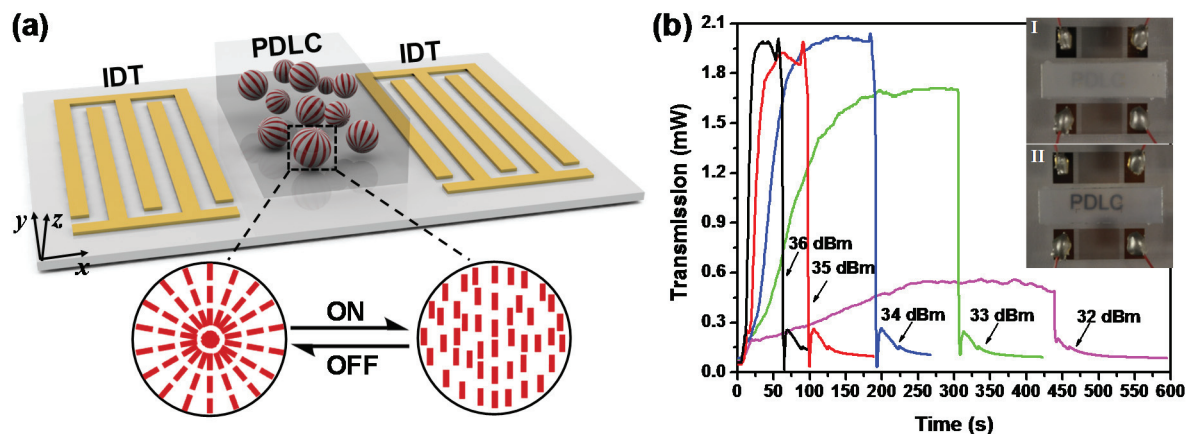 (a)
IDT
PDLC
IDT
y
z
x
ON
OFF
(b)
Transmission (mW)
2.1
1.8
1.5
1.2
0.9
0.6
0.3
0.0
36 dBm
35 dBm
34 dBm
33 dBm
32 dBm
0 50 100 150 200 250 300 350 400 450 500 550 600
Time (s)
I
PDLC
II
PDLC